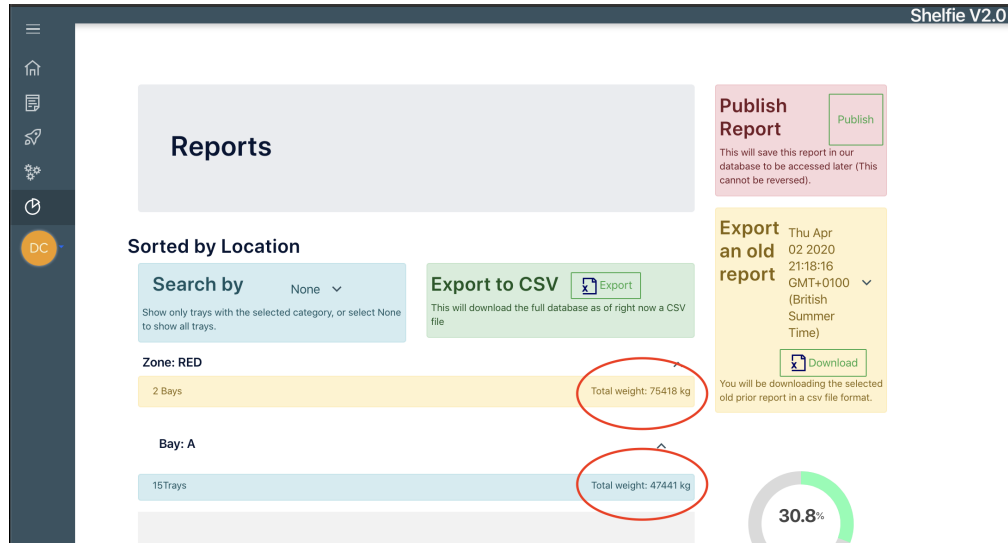 Shelfie V2.0
Reports
Publish
Report
Publish
This will save this report in our
database to be accessed later (This
cannot be reversed).
DC
Sorted by Location
Search by
None
Show only trays with the selected category, or select None
to show all trays.
Export to CSV
Export
This will download the full database as of right now a CSV
file
Export
an old
report
Thu Apr
02 2020
21:18:16
GMT+0100
(British
Summer
Time)
Download
You will be downloading the selected
old prior report in a csv file format.
Zone: RED
2 Bays
Total weight: 75418 kg
Bay: A
15Trays
Total weight: 47441 kg
30.8%